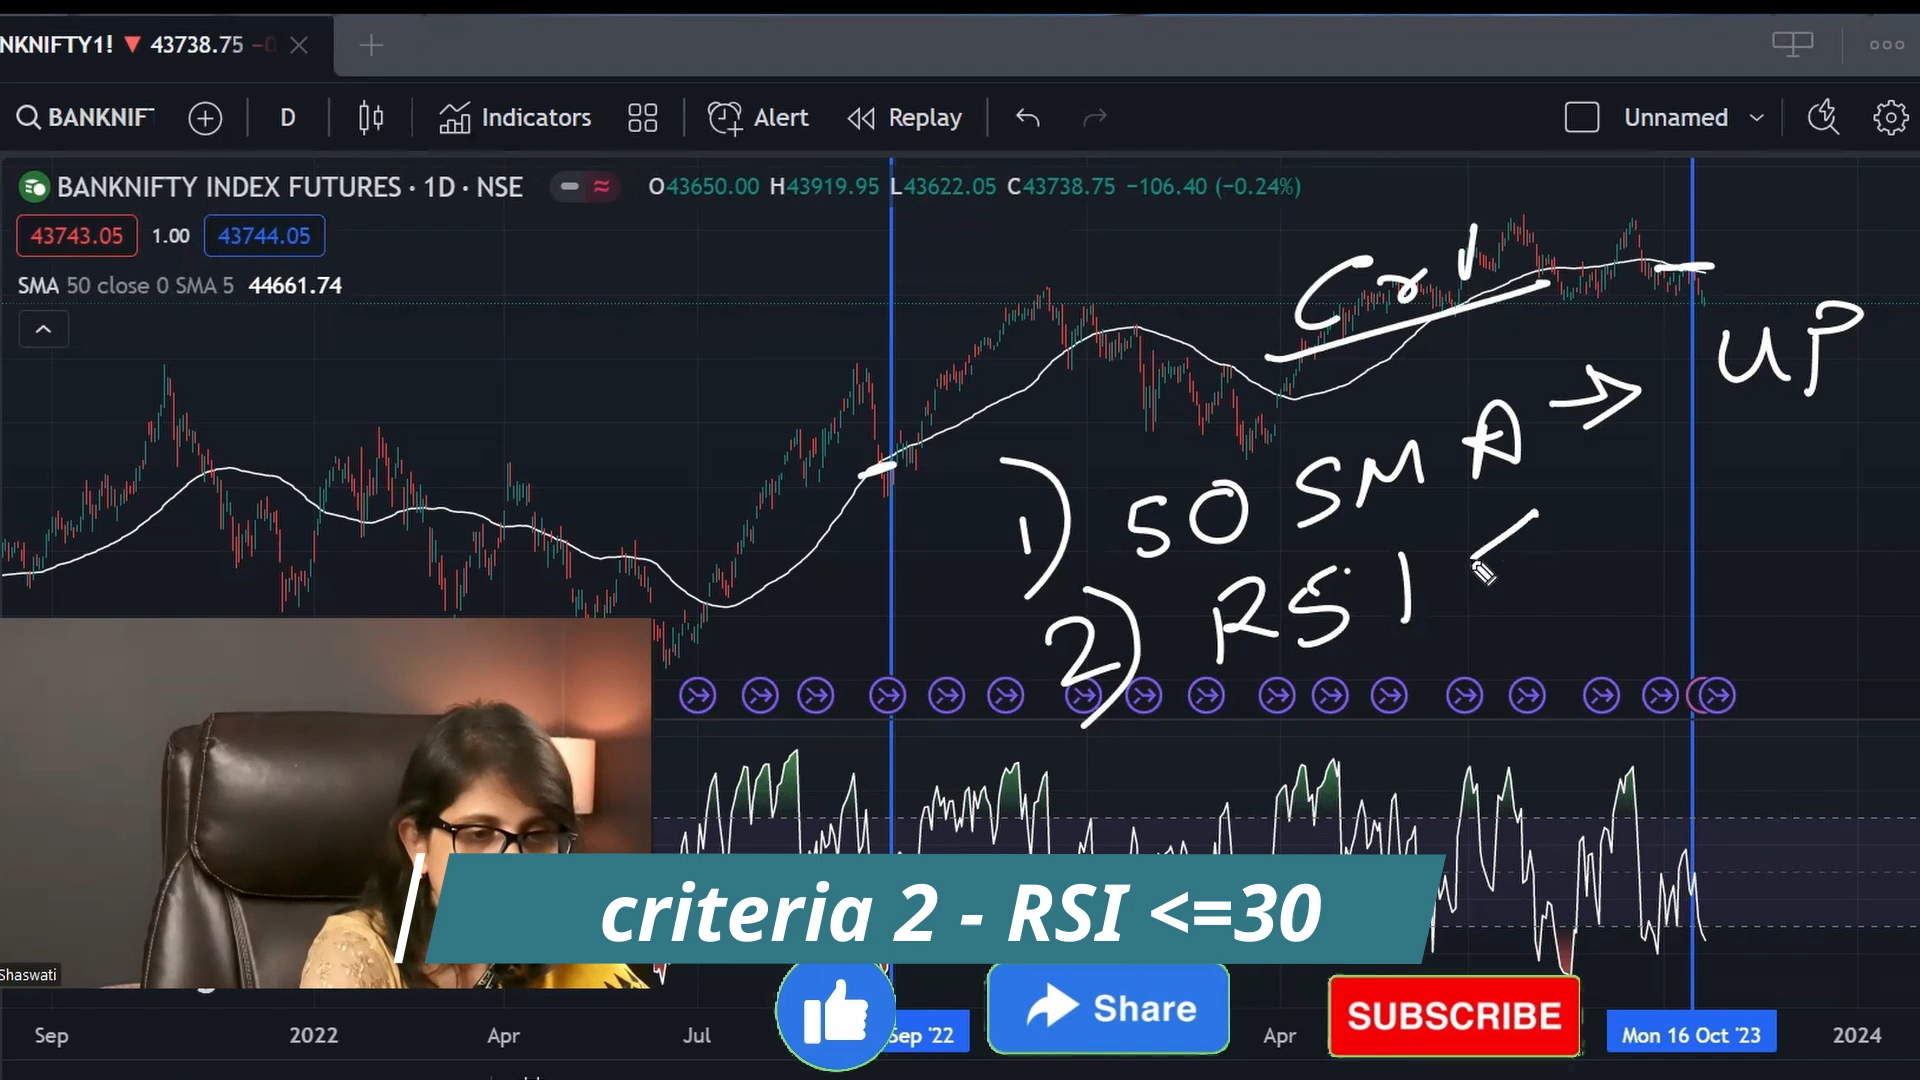 NKNIFTY1! ▼ 43738.75 −0
BANKNIF D Indicators Alert Replay Unnamed
BANKNIFTY INDEX FUTURES · 1D · NSE O43650.00 H43919.95 L43622.05 C43738.75 −106.40 (−0.24%)
43743.05 1.00 43744.05
SMA 50 close 0 SMA 5 44661.74
UP
1) 50 SMA →
2) RSI
criteria 2 - RSI <=30
Shaswati
Share
SUBSCRIBE
Sep 2022 Apr Jul Sep '22 Apr Mon 16 Oct '23 2024